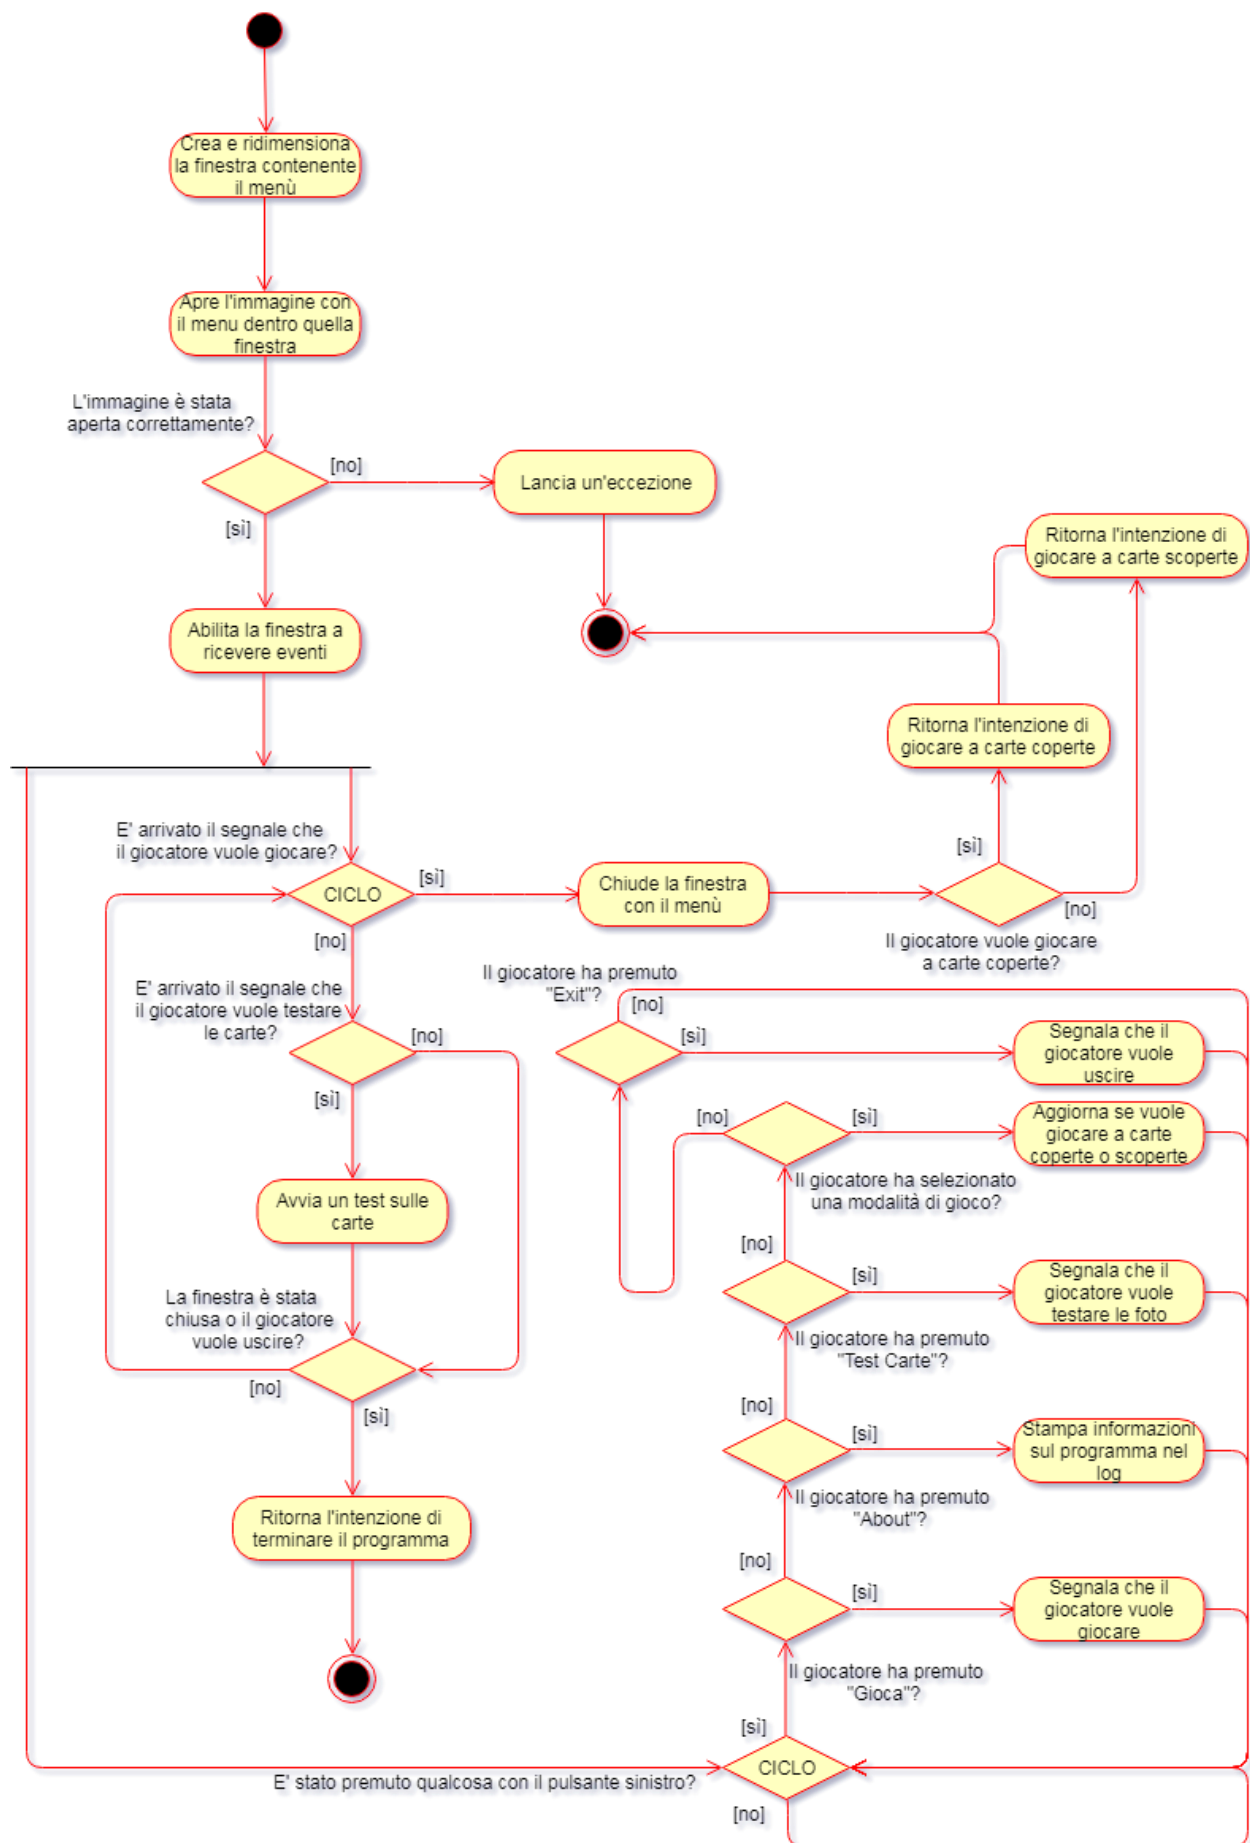 Crea e ridimensiona
la finestra contenente
il menù
Apre l'immagine con
il menu dentro quella
finestra
L'immagine è stata
aperta correttamente?
[no]
Lancia un'eccezione
[sì]
Ritorna l'intenzione di
giocare a carte scoperte
Abilita la finestra a
ricevere eventi
Ritorna l'intenzione di
giocare a carte coperte
E' arrivato il segnale che
il giocatore vuole giocare?
CICLO
[sì]
Chiude la finestra
con il menù
[sì]
[no]
Il giocatore vuole giocare
a carte coperte?
[no]
E' arrivato il segnale che
il giocatore vuole testare
le carte?
[no]
[sì]
Avvia un test sulle
carte
La finestra è stata
chiusa o il giocatore
vuole uscire?
[no]
[sì]
Ritorna l'intenzione di
terminare il programma
Il giocatore ha premuto
"Exit"?
[no]
[sì]
Segnala che il
giocatore vuole
uscire
[no]
[sì]
Aggiorna se vuole
giocare a carte
coperte o scoperte
Il giocatore ha selezionato
una modalità di gioco?
[no]
[sì]
Segnala che il
giocatore vuole
testare le foto
Il giocatore ha premuto
"Test Carte"?
[no]
[sì]
Stampa informazioni
sul programma nel
log
Il giocatore ha premuto
"About"?
[no]
[sì]
Segnala che il
giocatore vuole
giocare
Il giocatore ha premuto
"Gioca"?
[sì]
CICLO
E' stato premuto qualcosa con il pulsante sinistro?
[no]